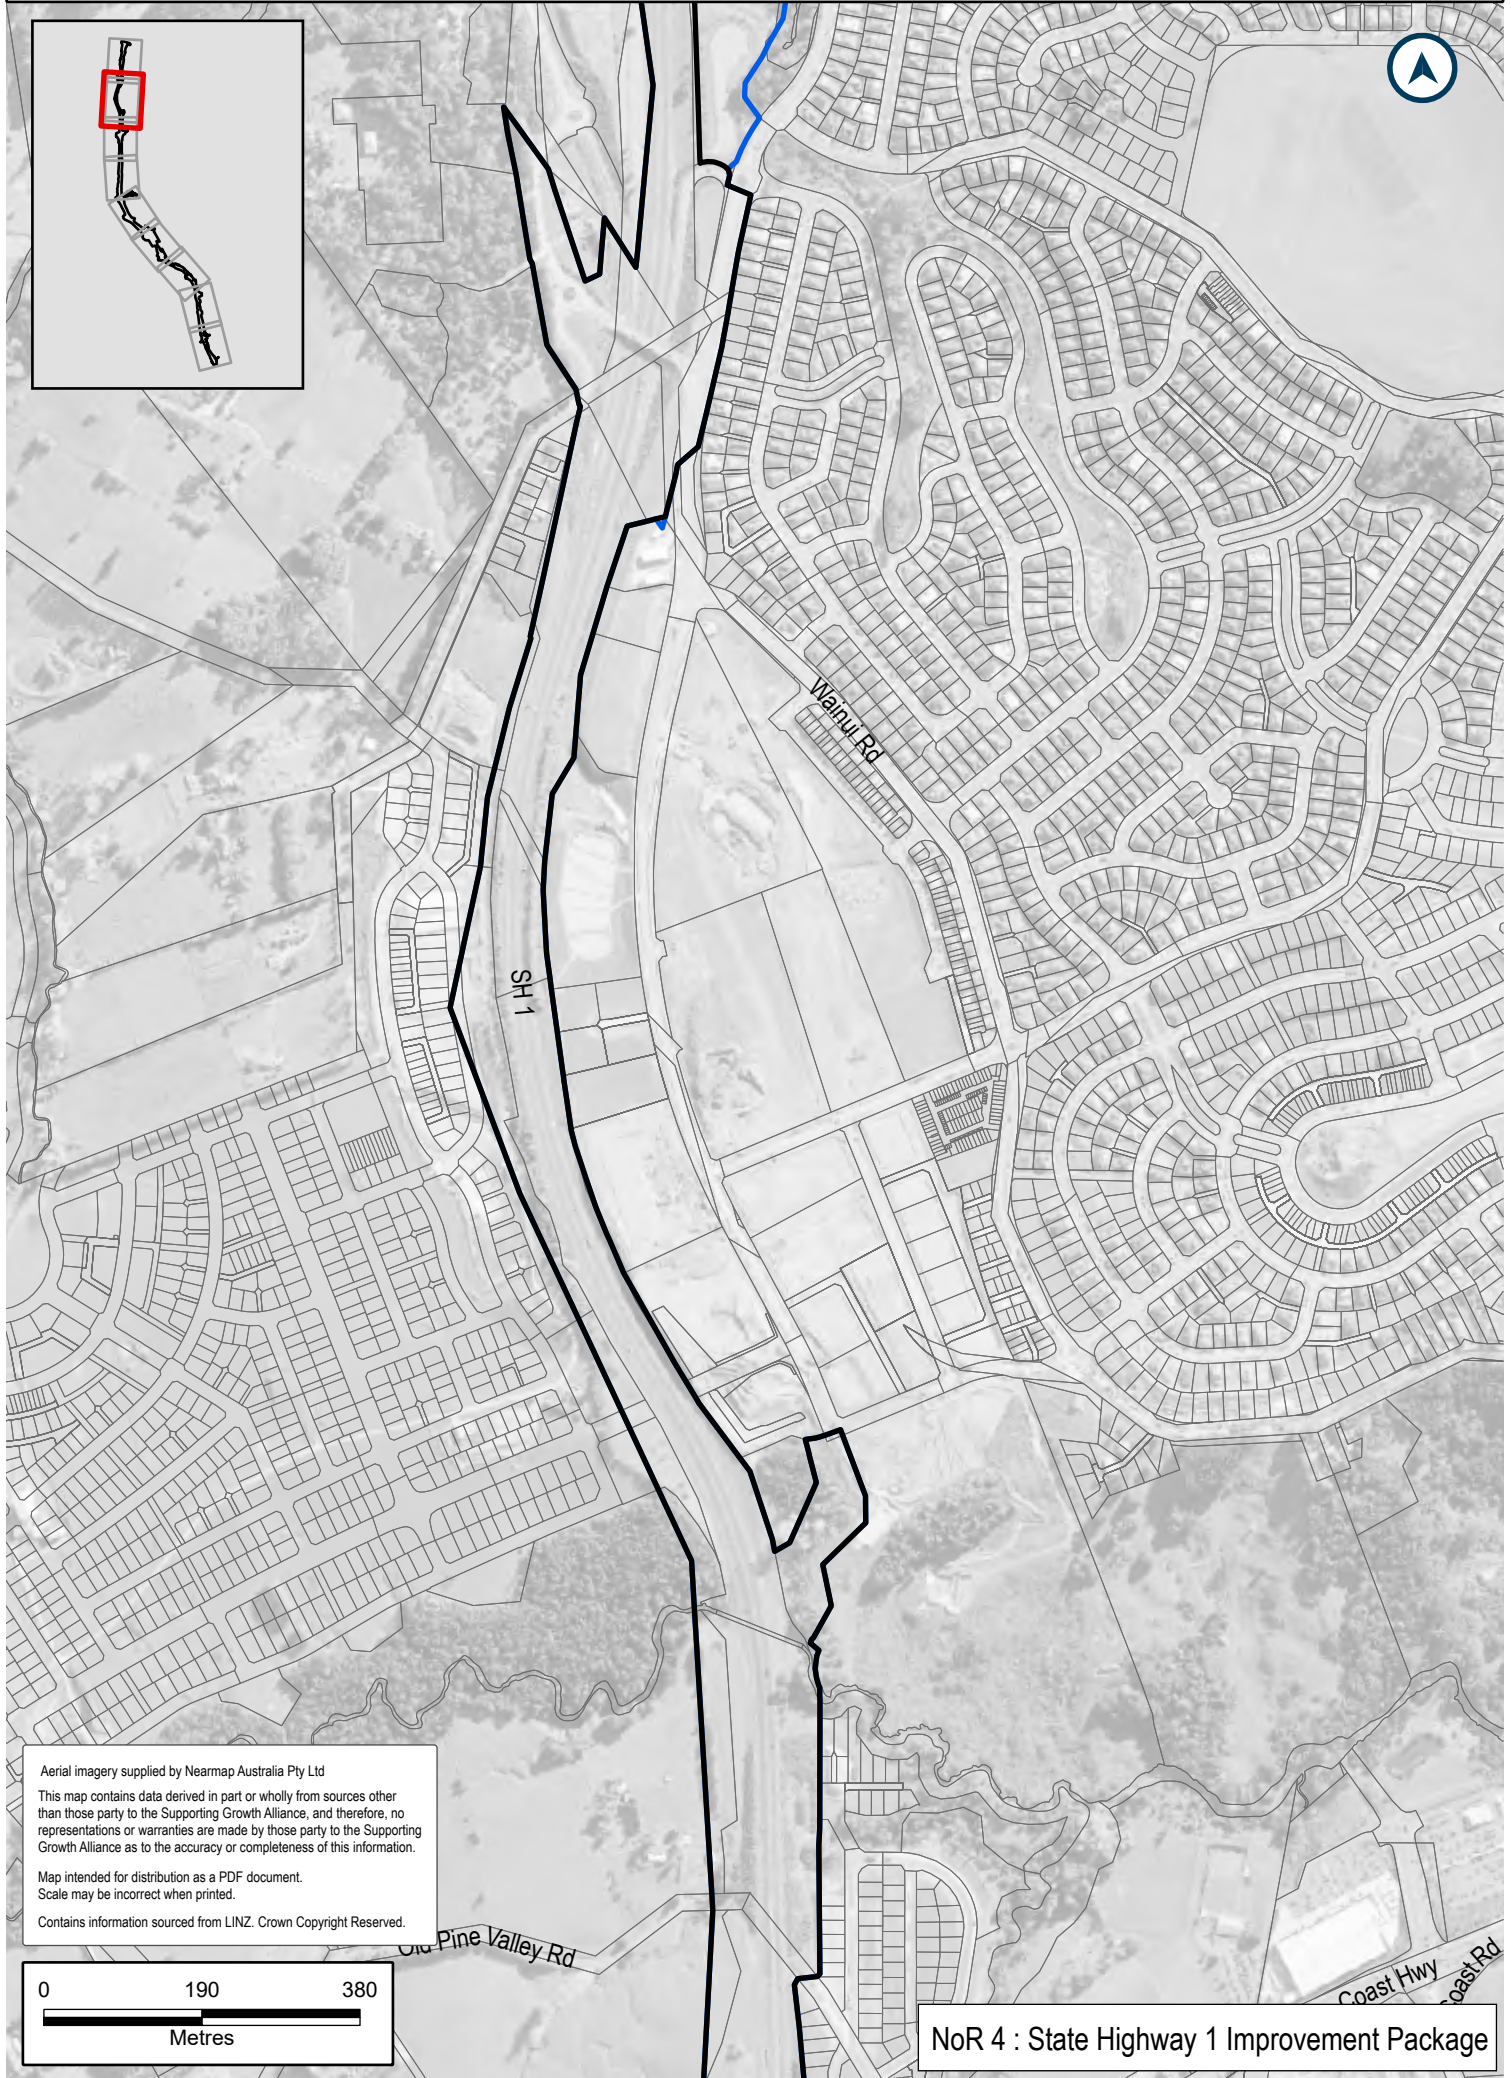 Wainui Rd
SH 1
Aerial imagery supplied by Nearmap Australia Pty Ltd
This map contains data derived in part or wholly from sources other
than those party to the Supporting Growth Alliance, and therefore, no
representations or warranties are made by those party to the Supporting
Growth Alliance as to the accuracy or completeness of this information.
Map intended for distribution as a PDF document.
Scale may be incorrect when printed.
Contains information sourced from LINZ. Crown Copyright Reserved.
Old Pine Valley Rd
0 190 380
Metres
Coast Hwy
Coast Rd
NoR 4 : State Highway 1 Improvement Package